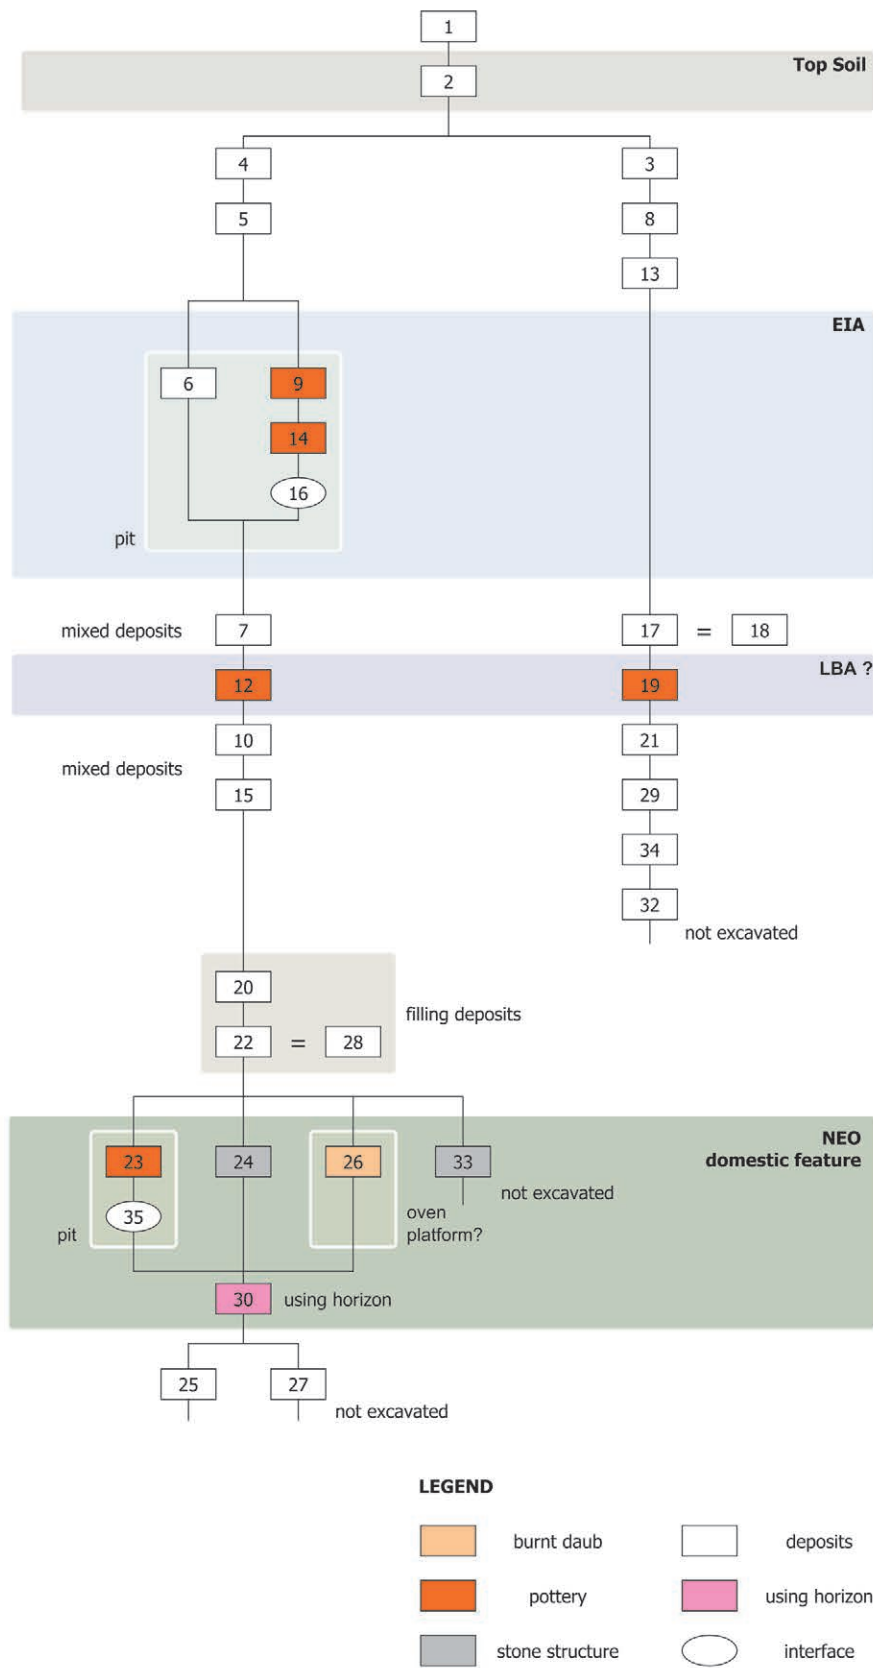 1
Top Soil
2
4 3
5 8
13
EIA
6 9
14
16
pit
mixed deposits 7 17 = 18
LBA ?
12 19
10 21
mixed deposits
15 29
34
32
not excavated
20
filling deposits
22 = 28
NEO
domestic feature
23 24 26 33
not excavated
35
oven
platform?
pit
30 using horizon
25 27
not excavated
LEGEND
burnt daub deposits
pottery using horizon
stone structure interface